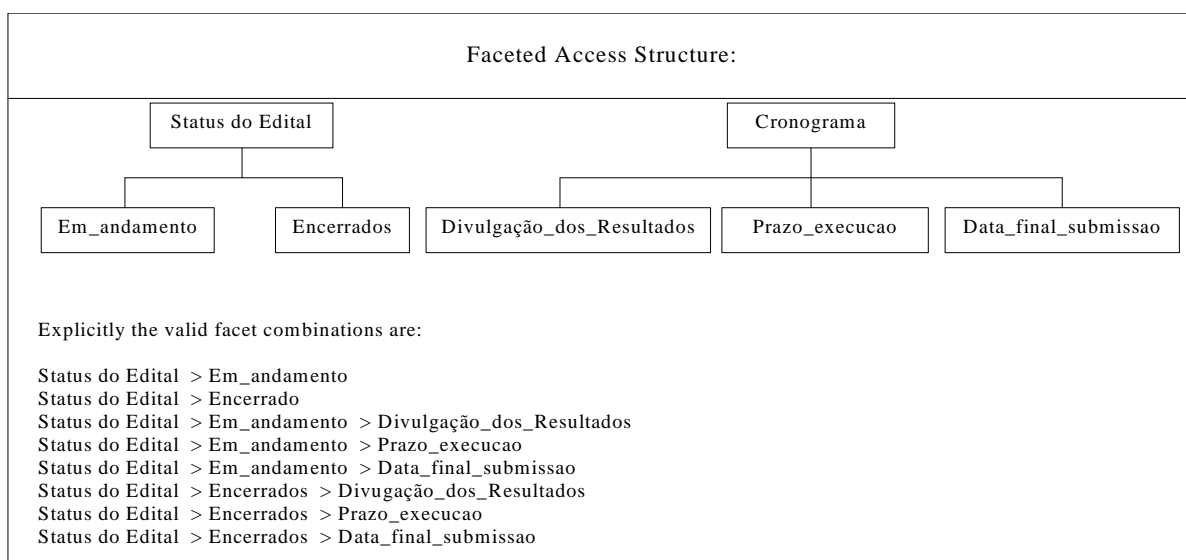 Faceted Access Structure:
Status do Edital
Cronograma
Em_andamento
Encerrados
Divulgação_dos_Resultados
Prazo_execucao
Data_final_submissao
Explicitly the valid facet combinations are:
Status do Edital > Em_andamento
Status do Edital > Encerrado
Status do Edital > Em_andamento > Divulgação_dos_Resultados
Status do Edital > Em_andamento > Prazo_execucao
Status do Edital > Em_andamento > Data_final_submissao
Status do Edital > Encerrados > Divugação_dos_Resultados
Status do Edital > Encerrados > Prazo_execucao
Status do Edital > Encerrados > Data_final_submissao